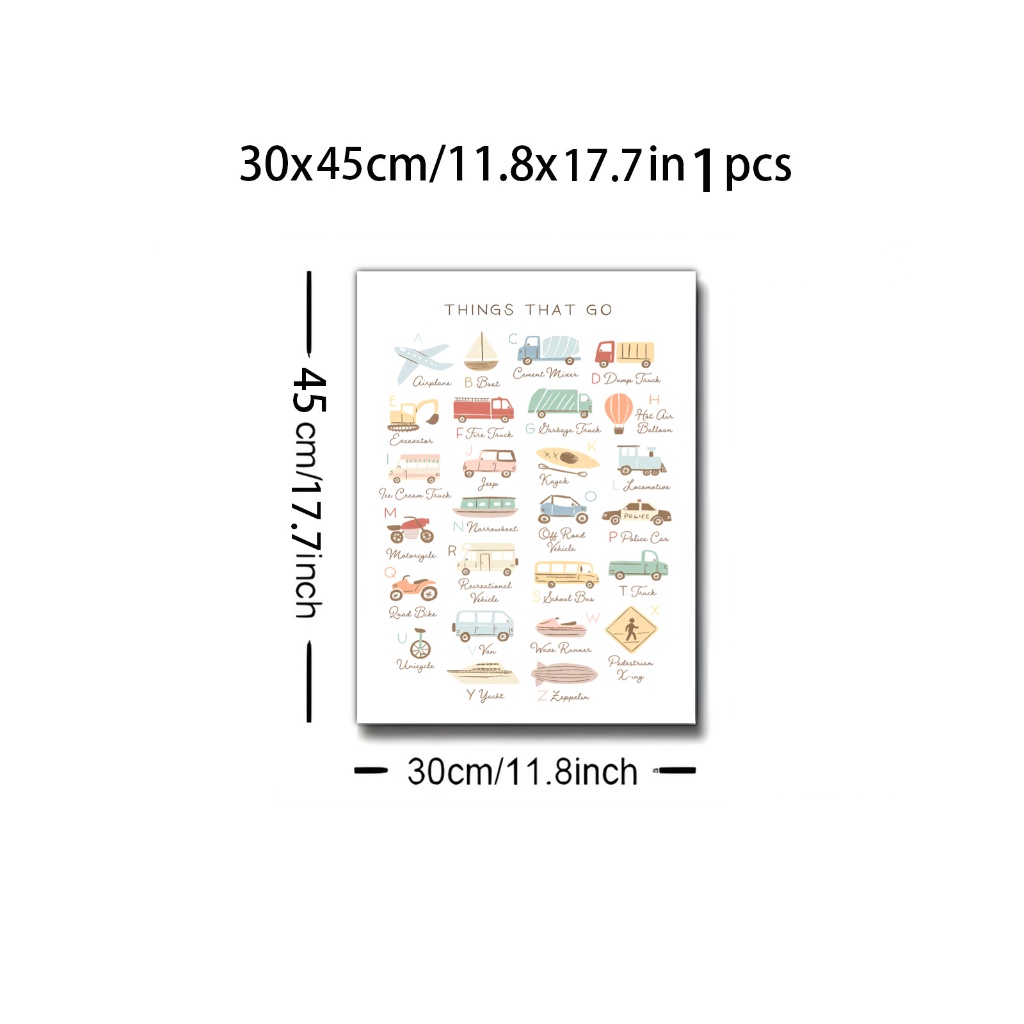 30x45cm/11.8x17.7in 1 pcs
45 cm/17.7inch
THINGS THAT GO
A
Airplane
B Boat
C
Cement Mixer
D Dump Truck
E
Excavator
F Fire Truck
G Garbage Truck
H
Hot Air
Balloon
I
Ice Cream Truck
J
Jeep
K
Kayak
L Locomotive
M
Motorcycle
N Narrowboat
O
Off Road
Vehicle
POLICE
P Police Car
Q
Quad Bike
R
Recreational
Vehicle
S School Bus
T Truck
U
Unicycle
V Van
W
Wave Runner
X
Pedestrian
X-ing
Y Yacht
Z Zeppelin
30cm/11.8inch